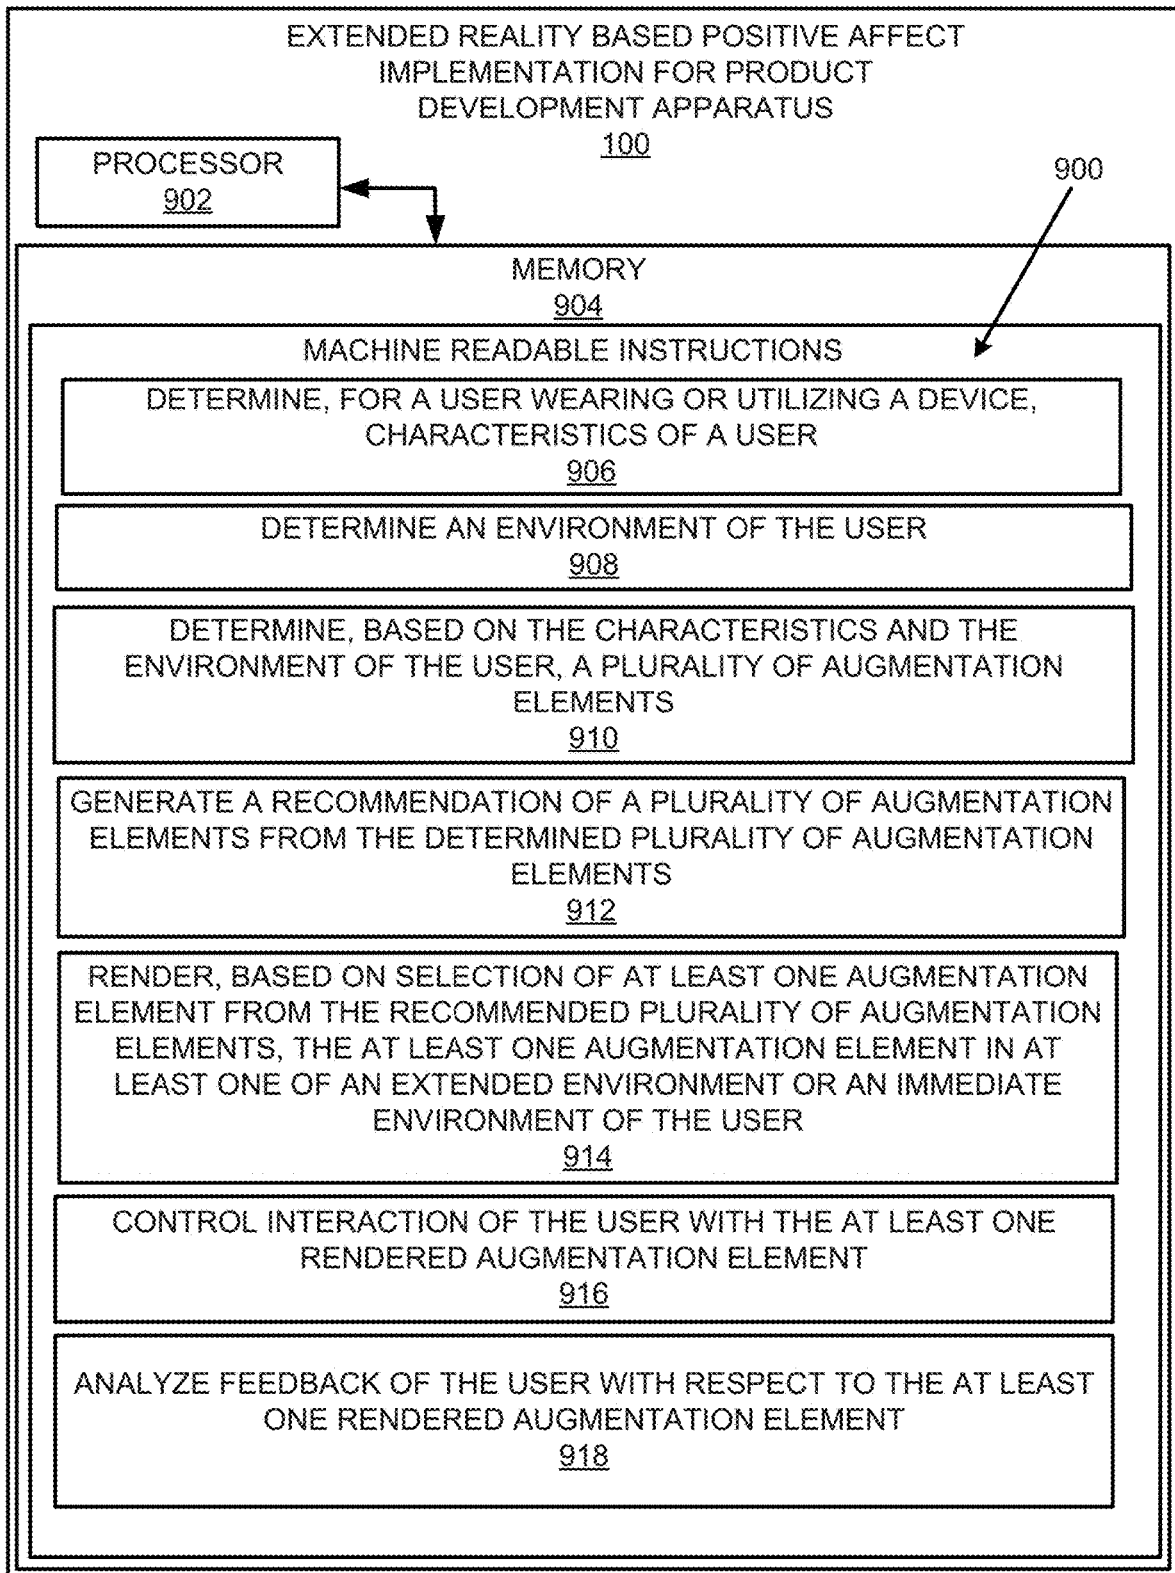 EXTENDED REALITY BASED POSITIVE AFFECT
IMPLEMENTATION FOR PRODUCT
DEVELOPMENT APPARATUS
100
PROCESSOR
902
900
MEMORY
904
MACHINE READABLE INSTRUCTIONS
DETERMINE, FOR A USER WEARING OR UTILIZING A DEVICE,
CHARACTERISTICS OF A USER
906
DETERMINE AN ENVIRONMENT OF THE USER
908
DETERMINE, BASED ON THE CHARACTERISTICS AND THE
ENVIRONMENT OF THE USER, A PLURALITY OF AUGMENTATION
ELEMENTS
910
GENERATE A RECOMMENDATION OF A PLURALITY OF AUGMENTATION
ELEMENTS FROM THE DETERMINED PLURALITY OF AUGMENTATION
ELEMENTS
912
RENDER, BASED ON SELECTION OF AT LEAST ONE AUGMENTATION
ELEMENT FROM THE RECOMMENDED PLURALITY OF AUGMENTATION
ELEMENTS, THE AT LEAST ONE AUGMENTATION ELEMENT IN AT
LEAST ONE OF AN EXTENDED ENVIRONMENT OR AN IMMEDIATE
ENVIRONMENT OF THE USER
914
CONTROL INTERACTION OF THE USER WITH THE AT LEAST ONE
RENDERED AUGMENTATION ELEMENT
916
ANALYZE FEEDBACK OF THE USER WITH RESPECT TO THE AT LEAST
ONE RENDERED AUGMENTATION ELEMENT
918